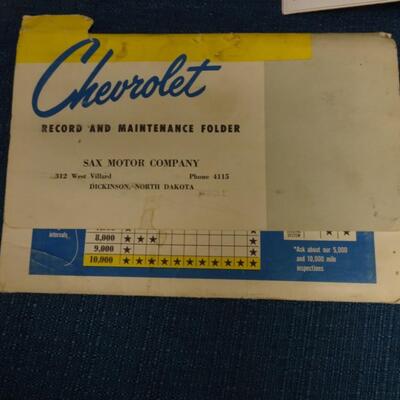 Chevrolet
RECORD AND MAINTENANCE FOLDER
SAX MOTOR COMPANY
312 West Villard Phone 4115
DICKINSON, NORTH DAKOTA
intervals
8,000 ★ ★ ★ ★
9,000 ★ ★
10,000 ★ ★ ★ ★ ★ ★ ★ ★ ★ ★ ★ ★
SYSTEM ★ ★
*Ask about our 5,000
and 10,000 mile
inspections